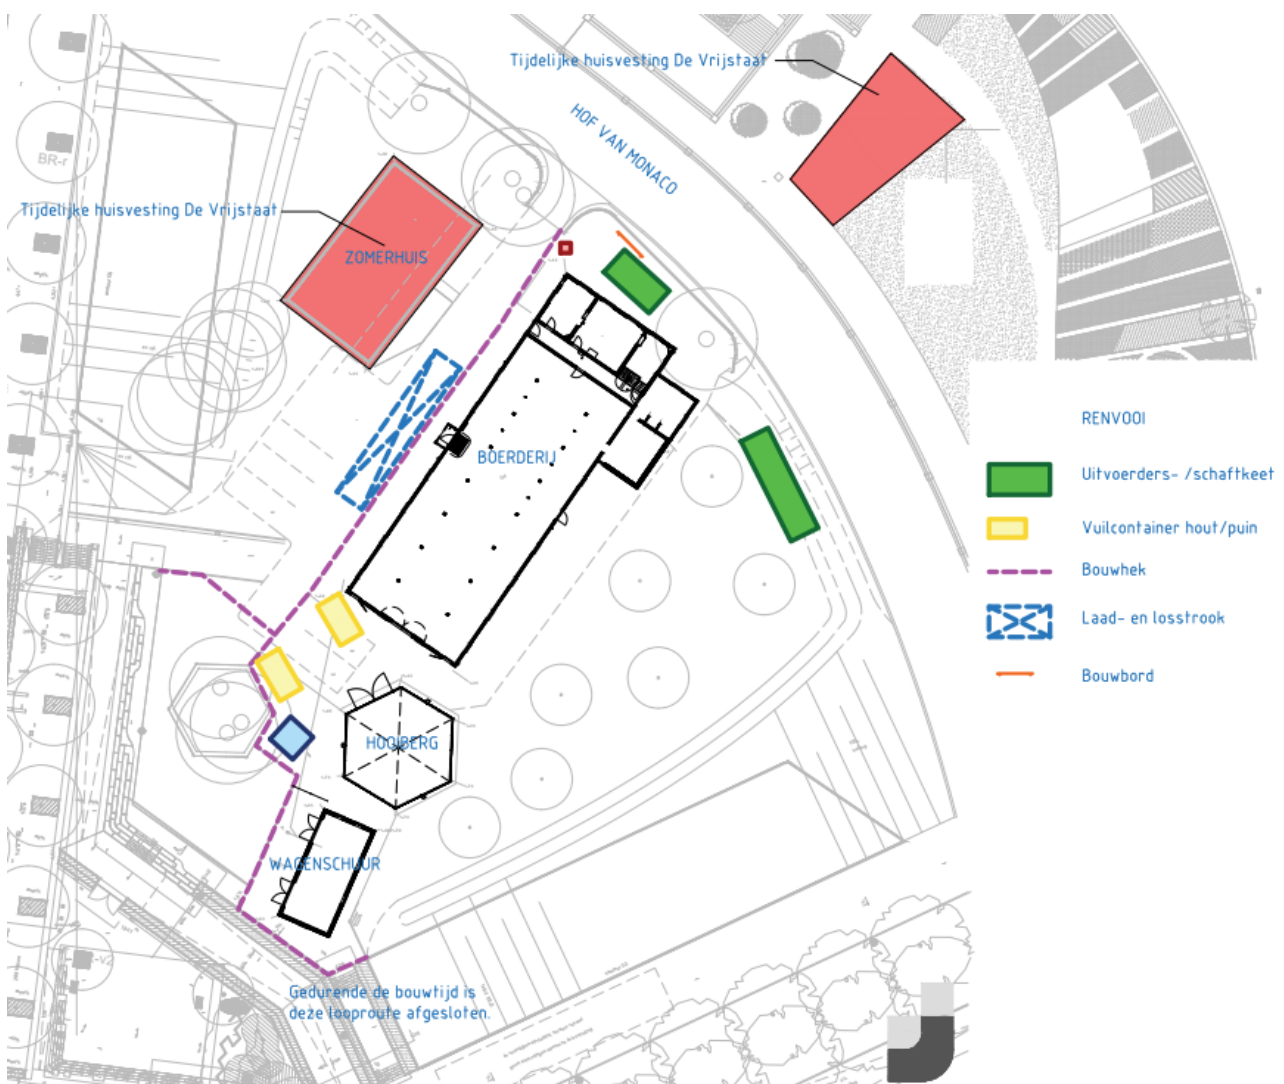 Tijdelijke huisvesting De Vrijstaat
HOF VAN MONACO
BR-r
Tijdelijke huisvesting De Vrijstaat
ZOMERHUIS
BOERDERIJ
RENVOOI
Uitvoerders- /schaftkeet
Vuilcontainer hout/puin
Bouwhek
Laad- en losstrook
Bouwbord
HOOIBERG
WAGENSCHUUR
Gedurende de bouwtijd is
deze looproute afgesloten.